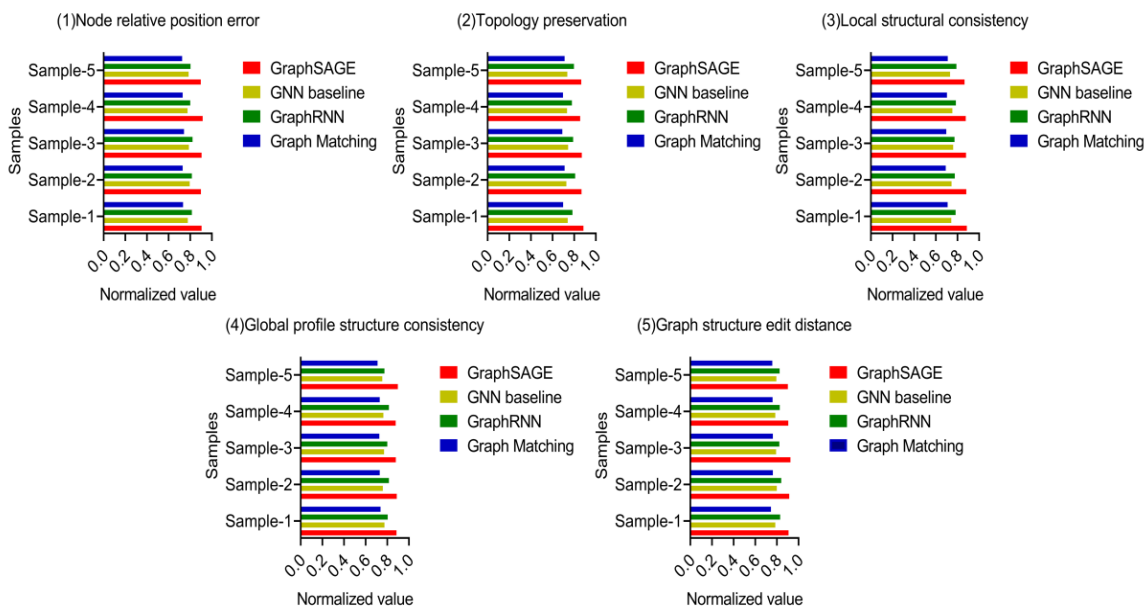 (1)Node relative position error
Samples
Sample-5
Sample-4
Sample-3
Sample-2
Sample-1
0.0 0.2 0.4 0.6 0.8 1.0
Normalized value
GraphSAGE
GNN baseline
GraphRNN
Graph Matching
(2)Topology preservation
Samples
Sample-5
Sample-4
Sample-3
Sample-2
Sample-1
0.0 0.2 0.4 0.6 0.8 1.0
Normalized value
GraphSAGE
GNN baseline
GraphRNN
Graph Matching
(3)Local structural consistency
Samples
Sample-5
Sample-4
Sample-3
Sample-2
Sample-1
0.0 0.2 0.4 0.6 0.8 1.0
Normalized value
GraphSAGE
GNN baseline
GraphRNN
Graph Matching
(4)Global profile structure consistency
Samples
Sample-5
Sample-4
Sample-3
Sample-2
Sample-1
0.0 0.2 0.4 0.6 0.8 1.0
Normalized value
GraphSAGE
GNN baseline
GraphRNN
Graph Matching
(5)Graph structure edit distance
Samples
Sample-5
Sample-4
Sample-3
Sample-2
Sample-1
0.0 0.2 0.4 0.6 0.8 1.0
Normalized value
GraphSAGE
GNN baseline
GraphRNN
Graph Matching